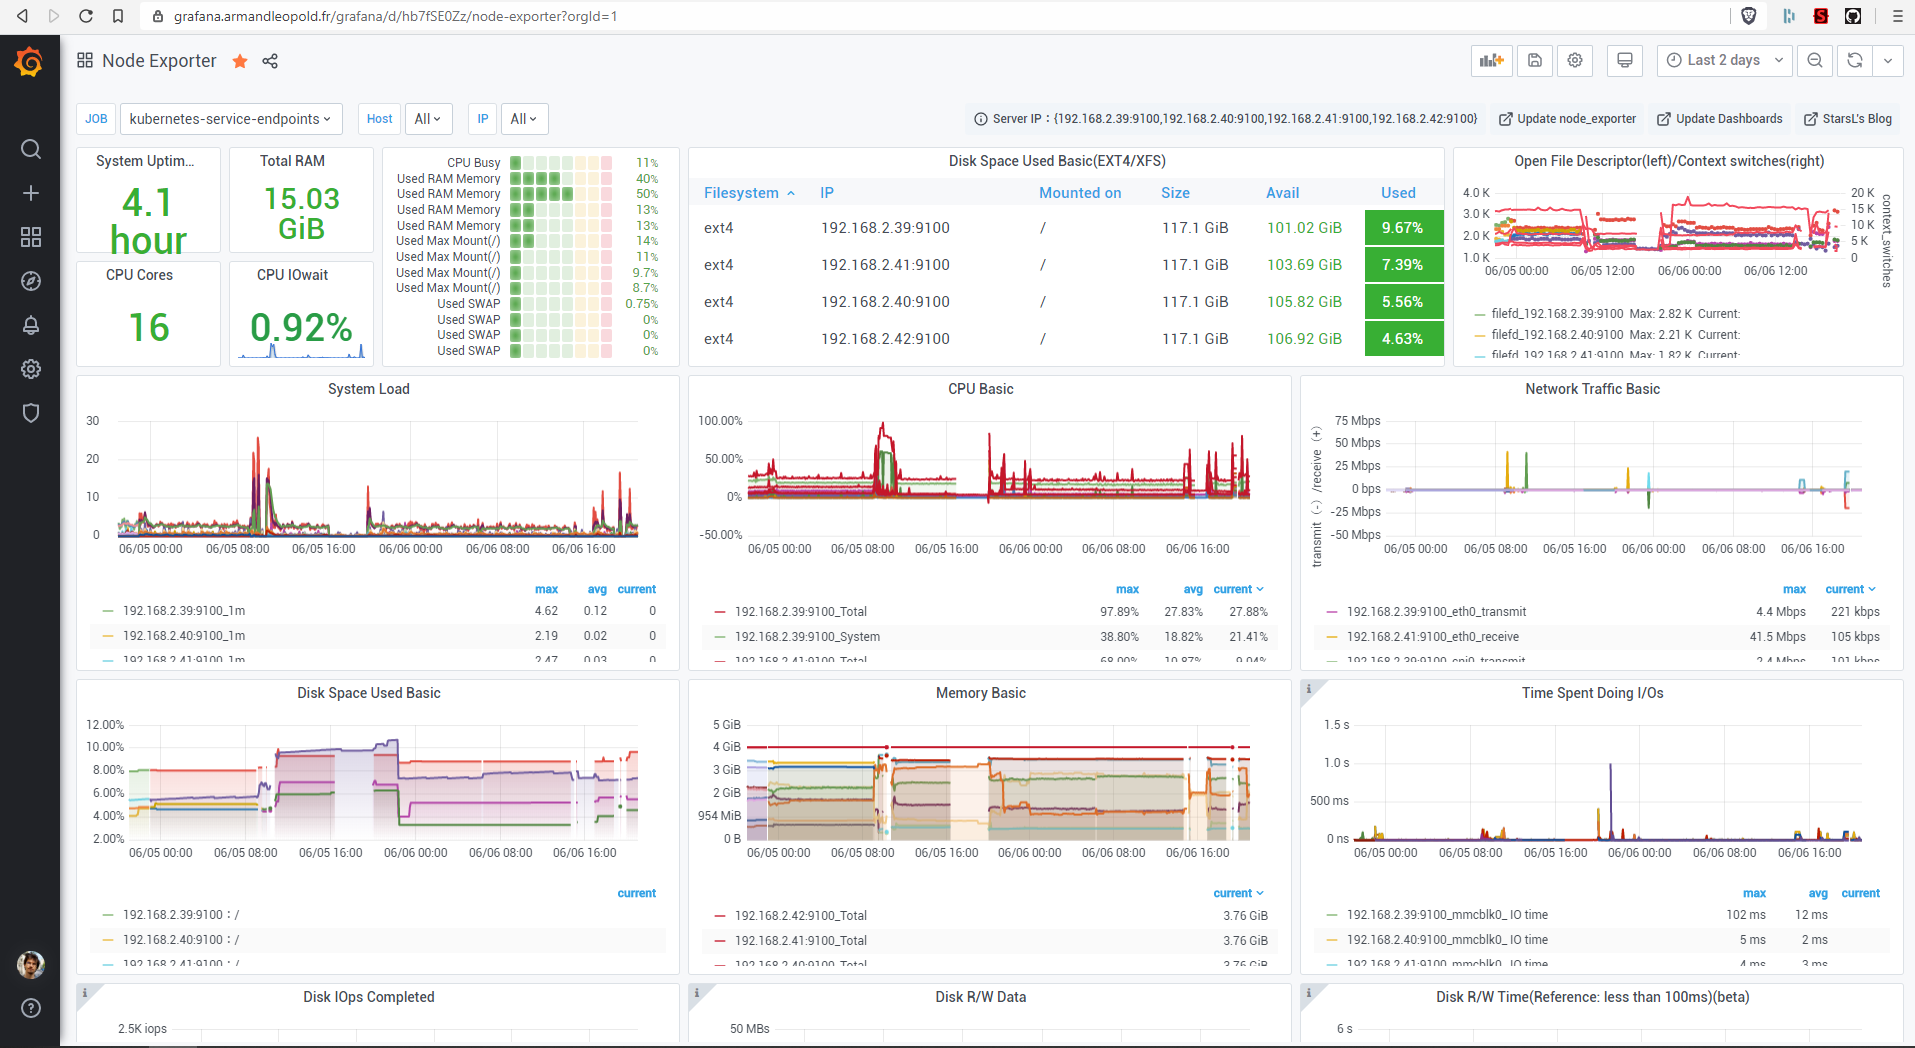 grafana.armandleopold.fr/grafana/d/hb7fSE0Zz/node-exporter?orgId=1
Node Exporter
Last 2 days
JOB kubernetes-service-endpoints Host All IP All
Server IP : {192.168.2.39:9100,192.168.2.40:9100,192.168.2.41:9100,192.168.2.42:9100} Update node_exporter Update Dashboards StarsL's Blog
System Uptim...
4.1
hour
Total RAM
15.03
GiB
CPU Cores
16
CPU IOwait
0.92%
CPU Busy 11%
Used RAM Memory 40%
Used RAM Memory 50%
Used RAM Memory 13%
Used RAM Memory 13%
Used Max Mount(/) 14%
Used Max Mount(/) 11%
Used Max Mount(/) 9.7%
Used Max Mount(/) 8.7%
Used SWAP 0.75%
Used SWAP 0%
Used SWAP 0%
Used SWAP 0%
Disk Space Used Basic(EXT4/XFS)
Filesystem IP Mounted on Size Avail Used
ext4 192.168.2.39:9100 / 117.1 GiB 101.02 GiB 9.67%
ext4 192.168.2.41:9100 / 117.1 GiB 103.69 GiB 7.39%
ext4 192.168.2.40:9100 / 117.1 GiB 105.82 GiB 5.56%
ext4 192.168.2.42:9100 / 117.1 GiB 106.92 GiB 4.63%
Open File Descriptor(left)/Context switches(right)
4.0 K 20 K
3.0 K 15 K
10 K
2.0 K 5 K
1.0 K 0
context_switches
06/05 00:00 06/05 12:00 06/06 00:00 06/06 12:00
filefd_192.168.2.39:9100 Max: 2.82 K Current:
filefd_192.168.2.40:9100 Max: 2.21 K Current:
filefd_192.168.2.41:9100 Max: 1.82 K Current:
System Load
30
20
10
0
06/05 00:00 06/05 08:00 06/05 16:00 06/06 00:00 06/06 08:00 06/06 16:00
max avg current
192.168.2.39:9100_1m 4.62 0.12 0
192.168.2.40:9100_1m 2.19 0.02 0
192.168.2.41:9100_1m 2.47 0.03 0
CPU Basic
100.00%
50.00%
0%
-50.00%
06/05 00:00 06/05 08:00 06/05 16:00 06/06 00:00 06/06 08:00 06/06 16:00
max avg current
192.168.2.39:9100_Total 97.89% 27.83% 27.88%
192.168.2.39:9100_System 38.80% 18.82% 21.41%
192.168.2.41:9100_Total 68.00% 10.87% 9.04%
Network Traffic Basic
transmit (-) /receive (+)
75 Mbps
50 Mbps
25 Mbps
0 bps
-25 Mbps
-50 Mbps
06/05 00:00 06/05 08:00 06/05 16:00 06/06 00:00 06/06 08:00 06/06 16:00
max current
192.168.2.39:9100_eth0_transmit 4.4 Mbps 221 kbps
192.168.2.41:9100_eth0_receive 41.5 Mbps 105 kbps
192.168.2.39:9100_cni0_transmit 2.4 Mbps 101 kbps
Disk Space Used Basic
12.00%
10.00%
8.00%
6.00%
4.00%
2.00%
06/05 00:00 06/05 08:00 06/05 16:00 06/06 00:00 06/06 08:00 06/06 16:00
current
192.168.2.39:9100 : /
192.168.2.40:9100 : /
192.168.2.41:9100 : /
Memory Basic
5 GiB
4 GiB
3 GiB
2 GiB
954 MiB
0 B
06/05 00:00 06/05 08:00 06/05 16:00 06/06 00:00 06/06 08:00 06/06 16:00
current
192.168.2.42:9100_Total 3.76 GiB
192.168.2.41:9100_Total 3.76 GiB
192.168.2.40:9100_Total 3.76 GiB
Time Spent Doing I/Os
1.5 s
1.0 s
500 ms
0 ns
06/05 00:00 06/05 08:00 06/05 16:00 06/06 00:00 06/06 08:00 06/06 16:00
max avg current
192.168.2.39:9100_mmcblk0_ IO time 102 ms 12 ms
192.168.2.40:9100_mmcblk0_ IO time 5 ms 2 ms
192.168.2.41:9100_mmcblk0_ IO time 4 ms 3 ms
Disk IOps Completed
2.5K iops
Disk R/W Data
50 MBs
Disk R/W Time(Reference: less than 100ms)(beta)
6 s